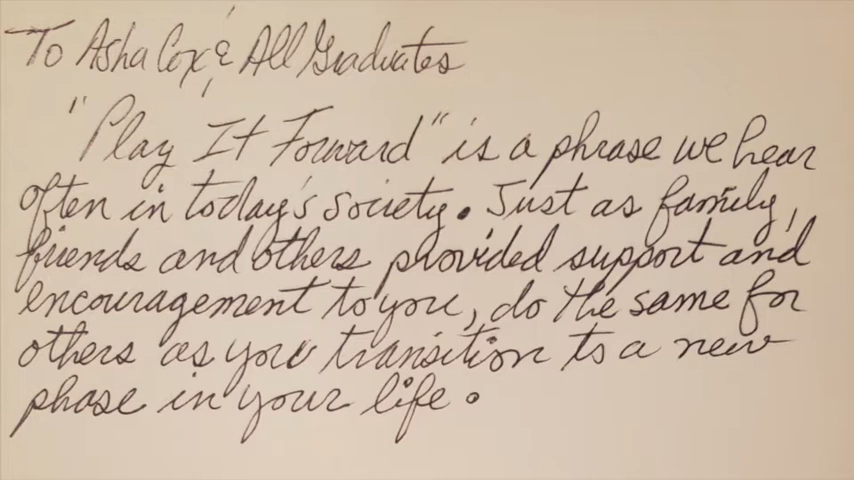 To Asha Cox & All Graduates
"Play It Forward" is a phrase we hear
often in today's society. Just as family,
friends and others provided support and
encouragement to you, do the same for
others as you transition to a new
phase in your life.